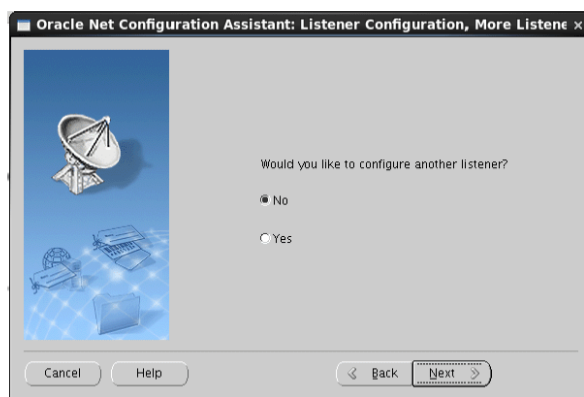 Oracle Net Configuration Assistant: Listener Configuration, More Listene
Would you like to configure another listener?
No
Yes
Cancel Help Back Next